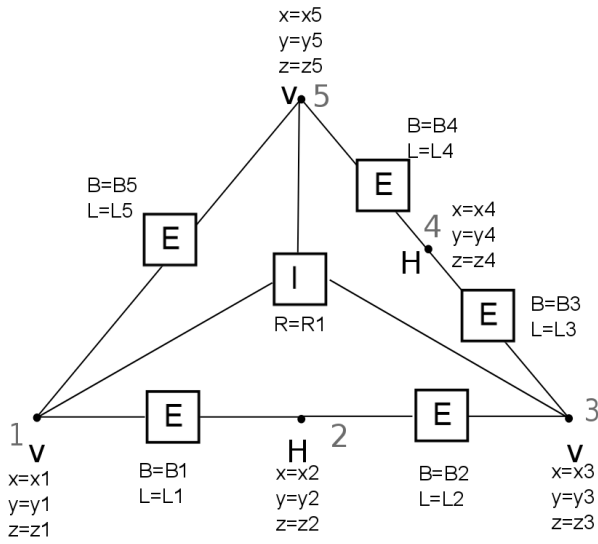 x=x5
y=y5
z=z5
v 5
B=B4
L=L4
E
B=B5
L=L5
E
4
x=x4
y=y4
z=z4
H
I
R=R1
E
B=B3
L=L3
E
E
1
v
x=x1
y=y1
z=z1
B=B1
L=L1
H
2
x=x2
y=y2
z=z2
B=B2
L=L2
3
v
x=x3
y=y3
z=z3